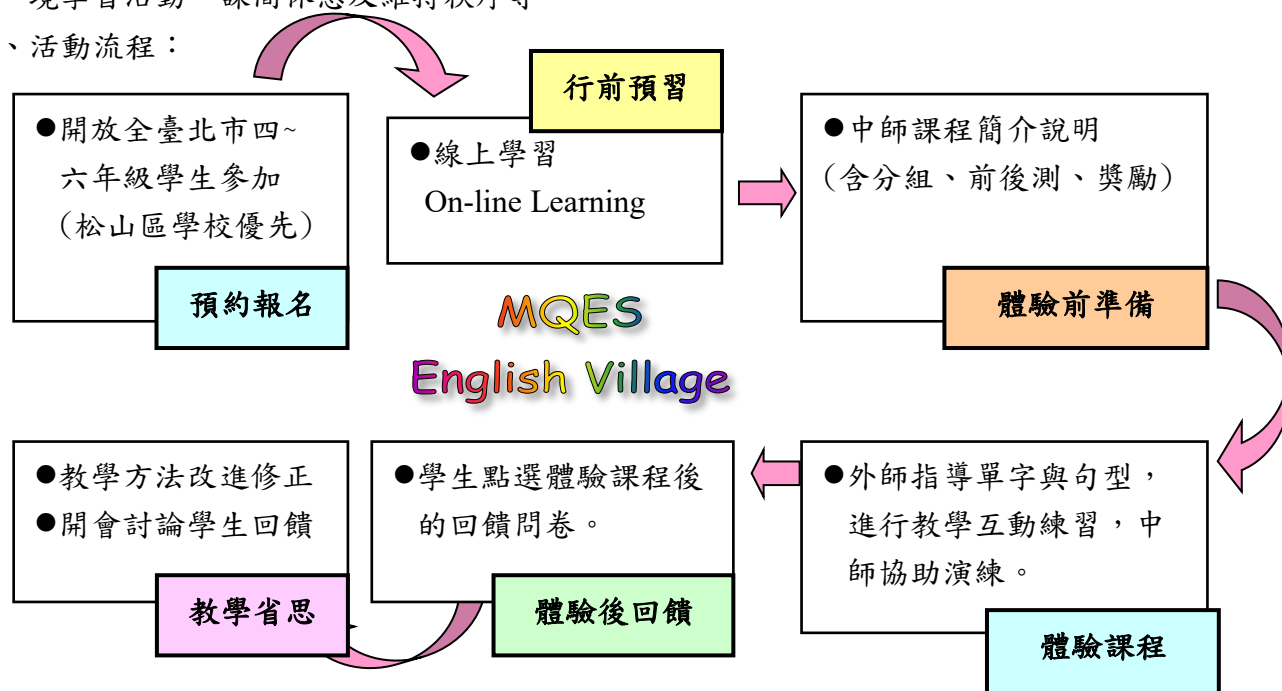 、活動流程：
行前預習
●開放全臺北市四~
六年級學生參加
(松山區學校優先)
預約報名
●線上學習
On-line Learning
●中師課程簡介說明
(含分組、前後測、獎勵)
體驗前準備
MQES
English Village
●教學方法改進修正
●開會討論學生回饋
教學省思
●學生點選體驗課程後
的回饋問卷。
體驗後回饋
●外師指導單字與句型，
進行教學互動練習，中
師協助演練。
體驗課程